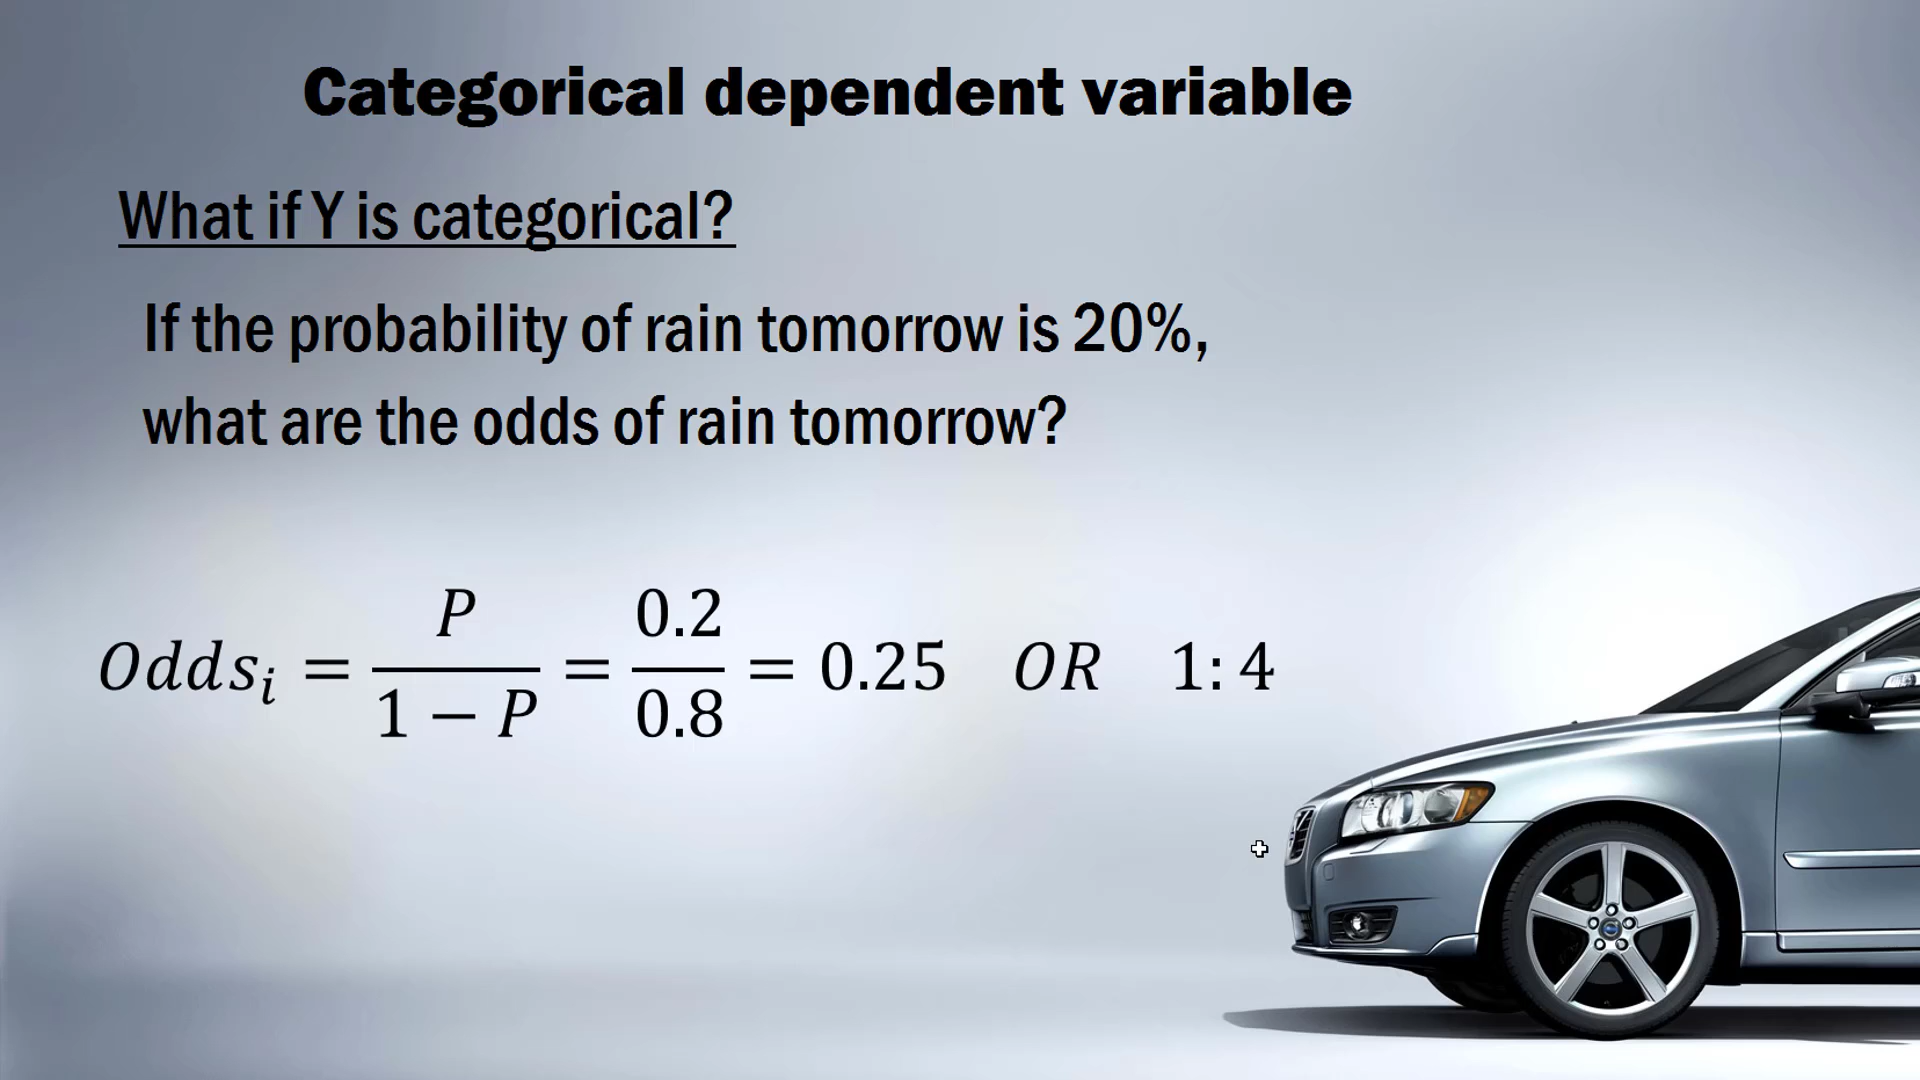 Categorical dependent variable
What if Y is categorical?
If the probability of rain tomorrow is 20%,
what are the odds of rain tomorrow?
Odds_i = P / (1 − P) = 0.2 / 0.8 = 0.25 OR 1: 4